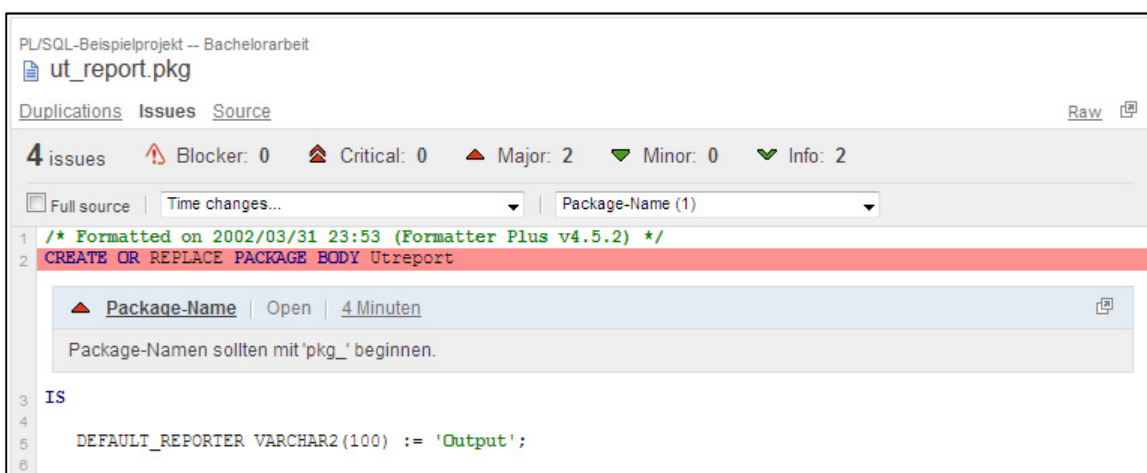 PL/SQL-Beispielprojekt -- Bachelorarbeit
ut_report.pkg
Duplications Issues Source Raw
4 issues Blocker: 0 Critical: 0 Major: 2 Minor: 0 Info: 2
Full source | Time changes... | Package-Name (1)
1 /* Formatted on 2002/03/31 23:53 (Formatter Plus v4.5.2) */
2 CREATE OR REPLACE PACKAGE BODY Utreport
Package-Name | Open | 4 Minuten
Package-Namen sollten mit 'pkg_' beginnen.
3 IS
4
5 DEFAULT_REPORTER VARCHAR2(100) := 'Output';
6